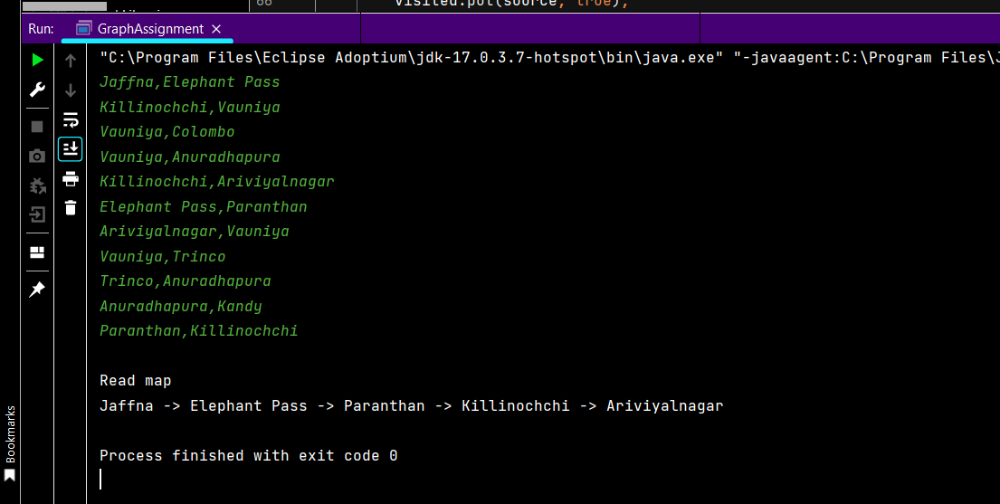 66 visited.put(source, true);
Run: GraphAssignment
"C:\Program Files\Eclipse Adoptium\jdk-17.0.3.7-hotspot\bin\java.exe" "-javaagent:C:\Program Files\J
Jaffna,Elephant Pass
Killinochchi,Vauniya
Vauniya,Colombo
Vauniya,Anuradhapura
Killinochchi,Ariviyalnagar
Elephant Pass,Paranthan
Ariviyalnagar,Vauniya
Vauniya,Trinco
Trinco,Anuradhapura
Anuradhapura,Kandy
Paranthan,Killinochchi
Read map
Jaffna -> Elephant Pass -> Paranthan -> Killinochchi -> Ariviyalnagar
Process finished with exit code 0
Bookmarks